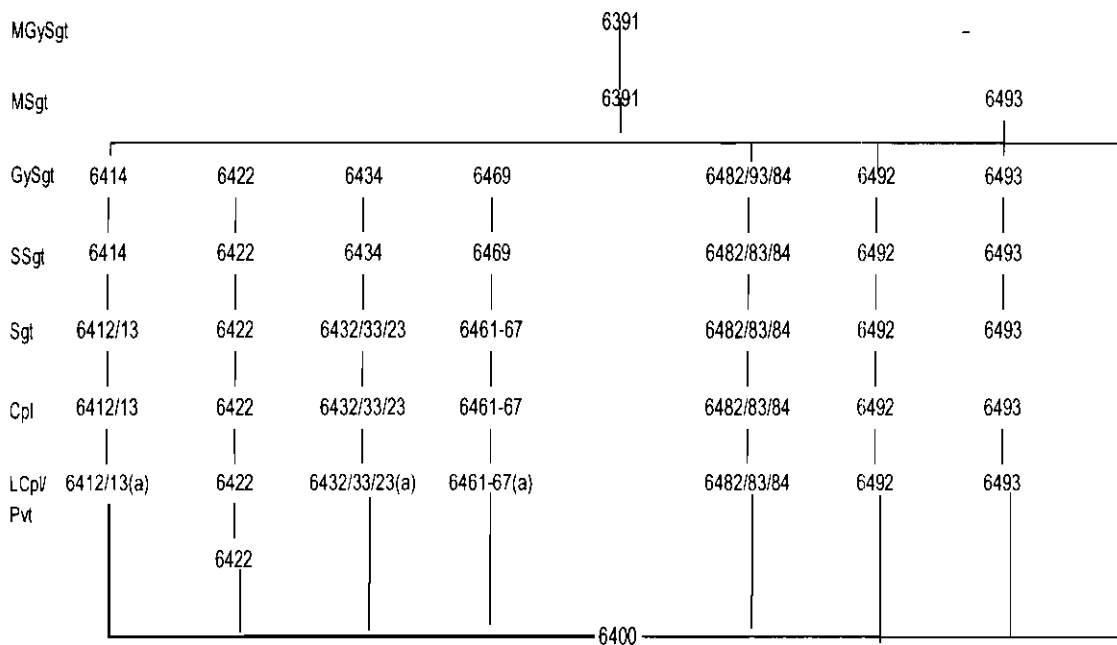 MGySgt 6391
MSgt 6391 6493
GySgt 6414 6422 6434 6469 6482/93/84 6492 6493
SSgt 6414 6422 6434 6469 6482/83/84 6492 6493
Sgt 6412/13 6422 6432/33/23 6461-67 6482/83/84 6492 6493
Cpl 6412/13 6422 6432/33/23 6461-67 6482/83/84 6492 6493
LCpl/ 6412/13(a) 6422 6432/33/23(a) 6461-67(a) 6482/83/84 6492 6493
Pvt
6422
6400